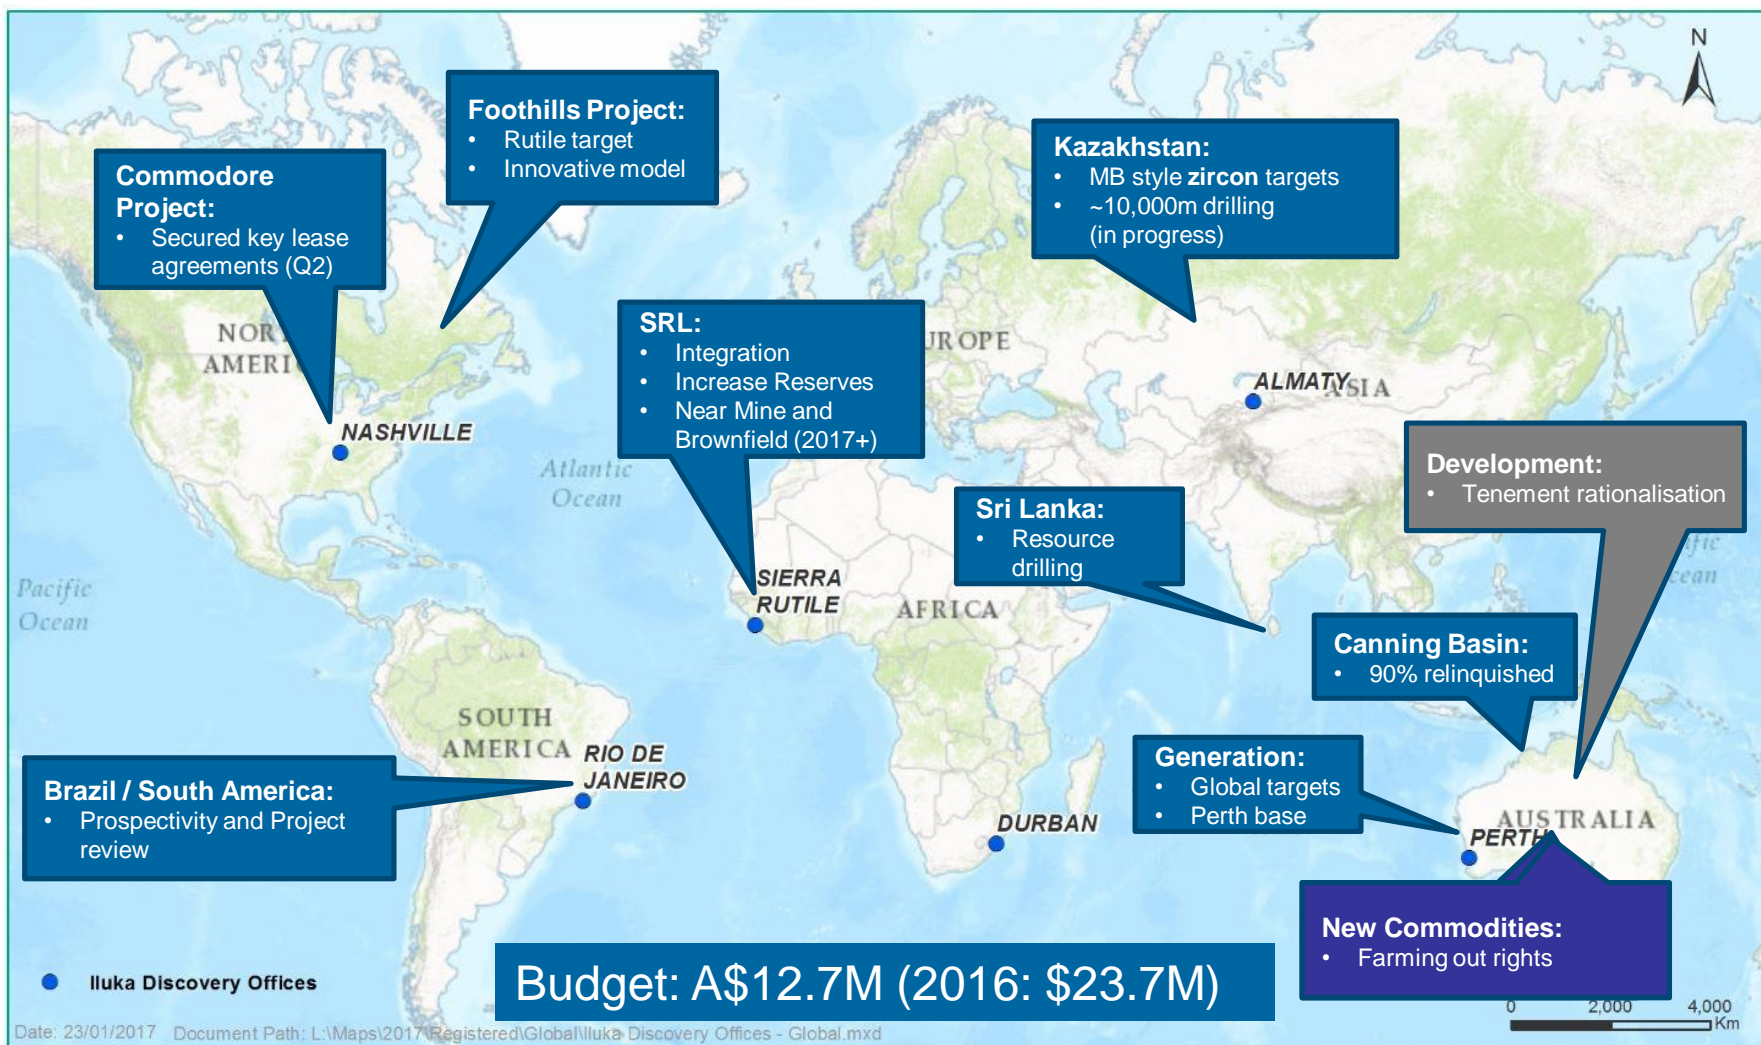 N
Foothills Project:
• Rutile target
• Innovative model
Commodore
Project:
• Secured key lease
agreements (Q2)
Kazakhstan:
• MB style zircon targets
• ~10,000m drilling
(in progress)
SRL:
• Integration
• Increase Reserves
• Near Mine and
Brownfield (2017+)
NORT
AMERI
UROPE
ALMATY
ASIA
NASHVILLE
Atlantic
Ocean
Development:
• Tenement rationalisation
Sri Lanka:
• Resource
drilling
ific
cean
Pacific
Ocean
SIERRA
RUTILE
AFRICA
Canning Basin:
• 90% relinquished
SOUTH
AMERICA
RIO DE
JANEIRO
Brazil / South America:
• Prospectivity and Project
review
Generation:
• Global targets
• Perth base
DURBAN
AUSTRALIA
PERTH
New Commodities:
• Farming out rights
Iluka Discovery Offices
Budget: A$12.7M (2016: $23.7M)
0 2,000 4,000
Km
Date: 23/01/2017 Document Path: L:\Maps\2017\Registered\Global\Iluka Discovery Offices - Global.mxd